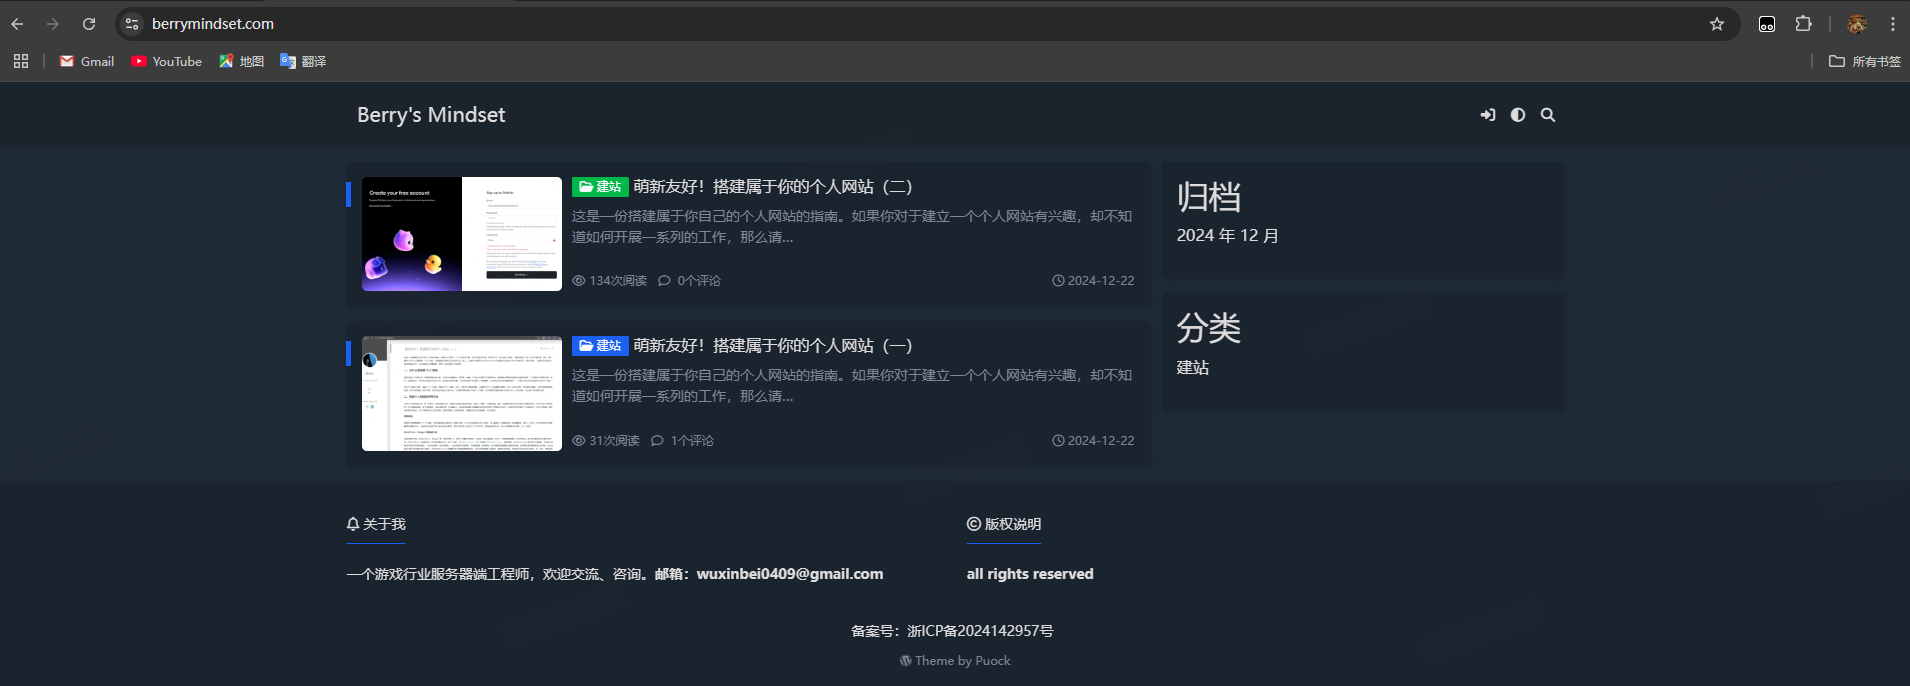 berrymindset.com
Gmail YouTube 地图 翻译 所有书签
Berry's Mindset
Create your free account
建站 萌新友好！搭建属于你的个人网站（二）
这是一份搭建属于你自己的个人网站的指南。如果你对于建立一个个人网站有兴趣，却不知
道如何开展一系列的工作，那么请...
134次阅读 0个评论 2024-12-22
建站 萌新友好！搭建属于你的个人网站（一）
这是一份搭建属于你自己的个人网站的指南。如果你对于建立一个个人网站有兴趣，却不知
道如何开展一系列的工作，那么请...
31次阅读 1个评论 2024-12-22
归档
2024 年 12 月
分类
建站
关于我
一个游戏行业服务器端工程师，欢迎交流、咨询。邮箱：wuxinbei0409@gmail.com
版权说明
all rights reserved
备案号：浙ICP备2024142957号
Theme by Puock